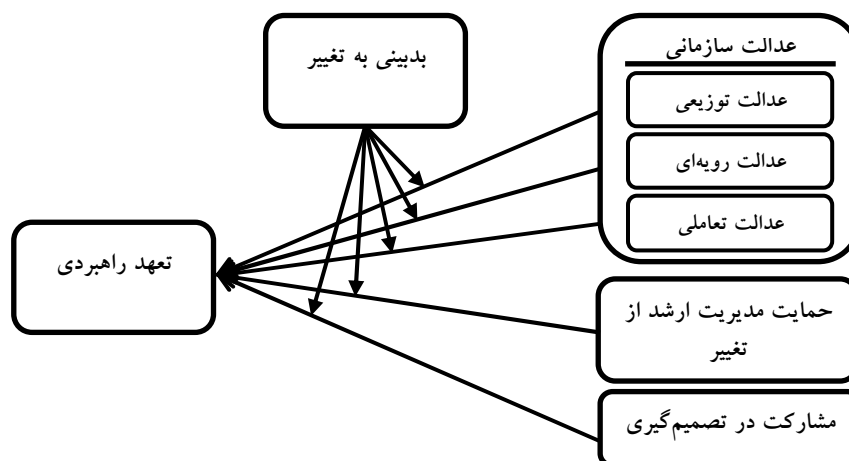 عدالت سازمانی
عدالت توزیعی
عدالت رویه‌ای
عدالت تعاملی
حمایت مدیریت ارشد از
تغییر
مشارکت در تصمیم‌گیری
بدبینی به تغییر
تعهد راهبردی